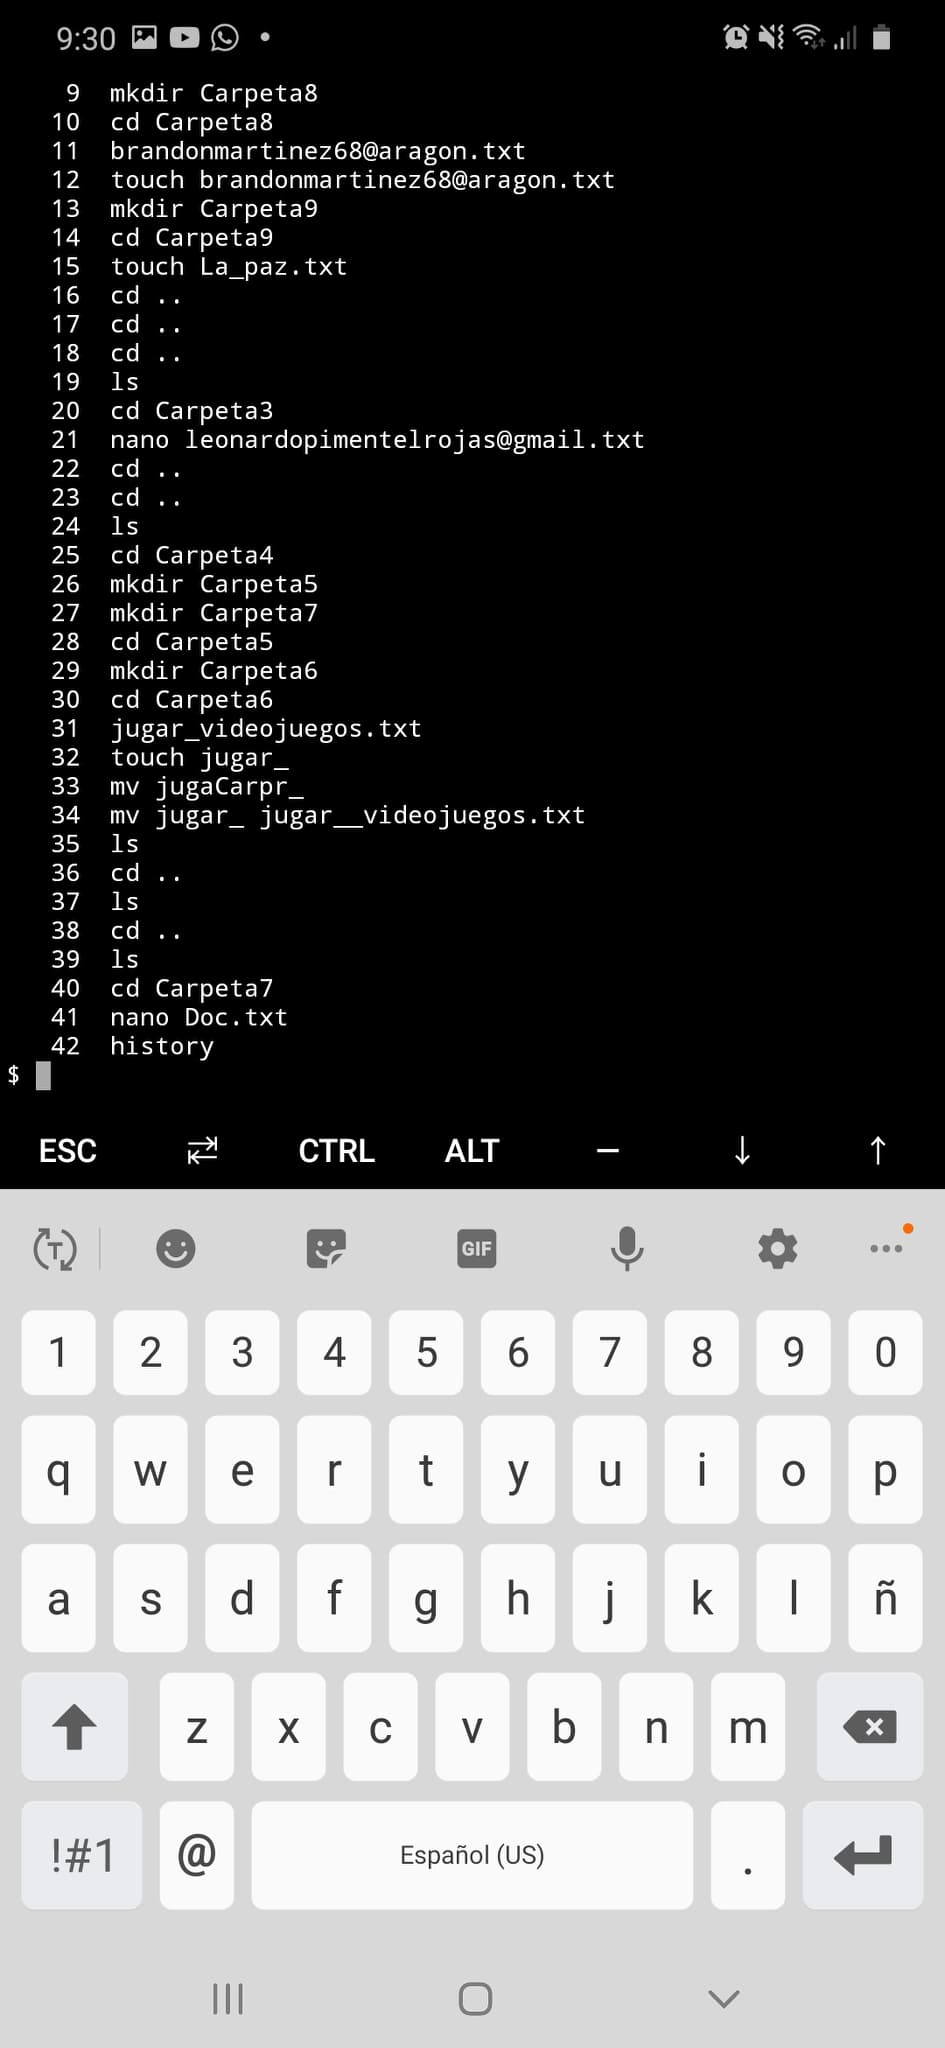 9:30
9 mkdir Carpeta8
10 cd Carpeta8
11 brandonmartinez68@aragon.txt
12 touch brandonmartinez68@aragon.txt
13 mkdir Carpeta9
14 cd Carpeta9
15 touch La_paz.txt
16 cd ..
17 cd ..
18 cd ..
19 ls
20 cd Carpeta3
21 nano leonardopimentelrojas@gmail.txt
22 cd ..
23 cd ..
24 ls
25 cd Carpeta4
26 mkdir Carpeta5
27 mkdir Carpeta7
28 cd Carpeta5
29 mkdir Carpeta6
30 cd Carpeta6
31 jugar_videojuegos.txt
32 touch jugar_
33 mv jugaCarpr_
34 mv jugar_ jugar__videojuegos.txt
35 ls
36 cd ..
37 ls
38 cd ..
39 ls
40 cd Carpeta7
41 nano Doc.txt
42 history
$
ESC ⇄ CTRL ALT — ↓ ↑
T GIF ...
1 2 3 4 5 6 7 8 9 0
q w e r t y u i o p
a s d f g h j k l ñ
z x c v b n m
!#1 @ Español (US) .